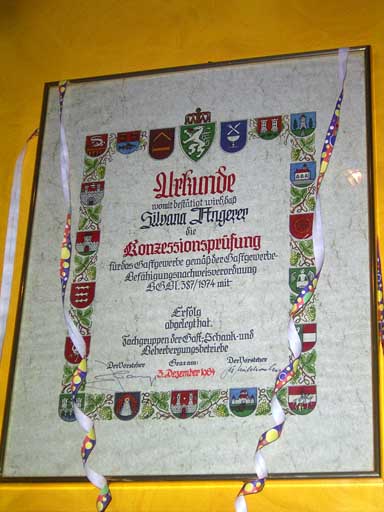 Urkunde
womit bestätigt wird, daß
Silvana Angerer
die
Konzessionsprüfung
für das Gastgewerbe gemäß der Gastgewerbe-
Befähigungsnachweisverordnung
BGBl. 387/1974 mit
Erfolg
abgelegt hat.
Fachgruppen der Gast-, Schank- und
Beherbergungsbetriebe
Der Vorsteher Graz am: Der Vorsteher
3. Dezember 1984